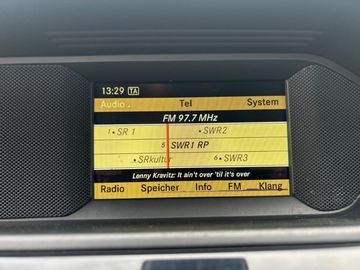 13:29 TA
Audio Tel System
FM 97.7 MHz
1 • SR 1 • SWR2
5 SWR1 RP
• SRkultur 6 • SWR3
Lenny Kravitz: It ain't over 'til it's over
Radio Speicher Info FM Klang